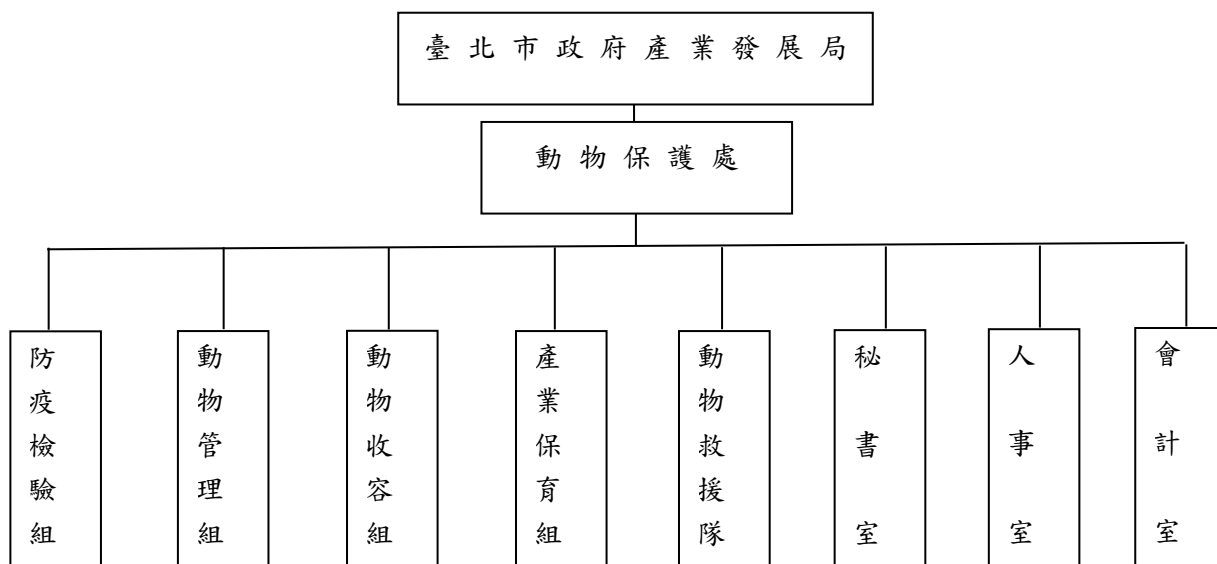 臺北市政府產業發展局
動物保護處
防疫檢驗組
動物管理組
動物收容組
產業保育組
動物救援隊
秘書室
人事室
會計室